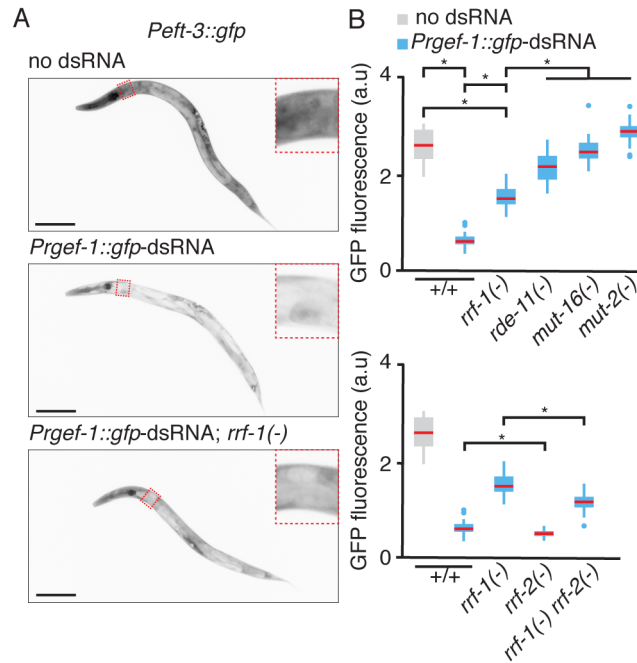 A
Peft-3::gfp
no dsRNA
Prgef-1::gfp-dsRNA
Prgef-1::gfp-dsRNA; rrf-1(-)
B
no dsRNA
Prgef-1::gfp-dsRNA
GFP fluorescence (a.u)
4
2
0
* * * *
+/+
rrf-1(-)
rde-11(-)
mut-16(-)
mut-2(-)
GFP fluorescence (a.u)
4
2
0
* *
+/+
rrf-1(-)
rrf-2(-)
rrf-1(-) rrf-2(-)